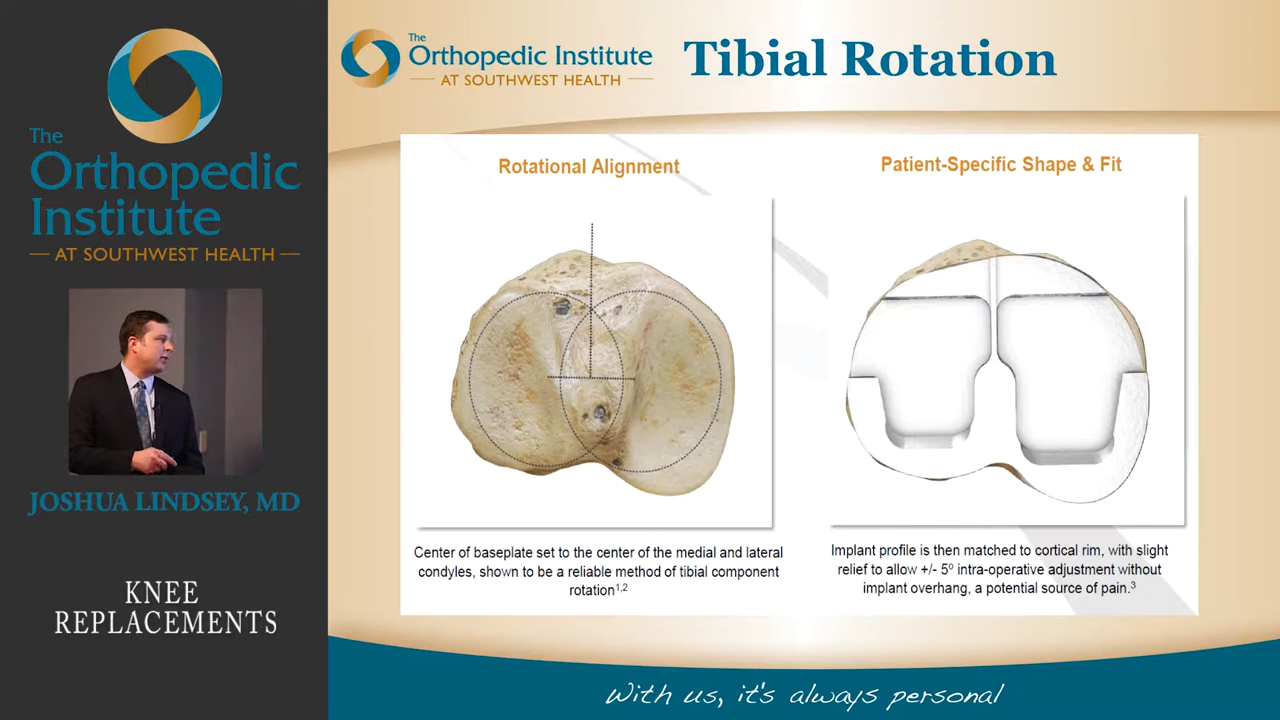 The
Orthopedic
Institute
AT SOUTHWEST HEALTH
JOSHUA LINDSEY, MD
KNEE
REPLACEMENTS
The
Orthopedic Institute
AT SOUTHWEST HEALTH
Tibial Rotation
Rotational Alignment
Center of baseplate set to the center of the medial and lateral
condyles, shown to be a reliable method of tibial component
rotation1,2
Patient-Specific Shape & Fit
Implant profile is then matched to cortical rim, with slight
relief to allow +/- 5º intra-operative adjustment without
implant overhang, a potential source of pain.3
With us, it's always personal